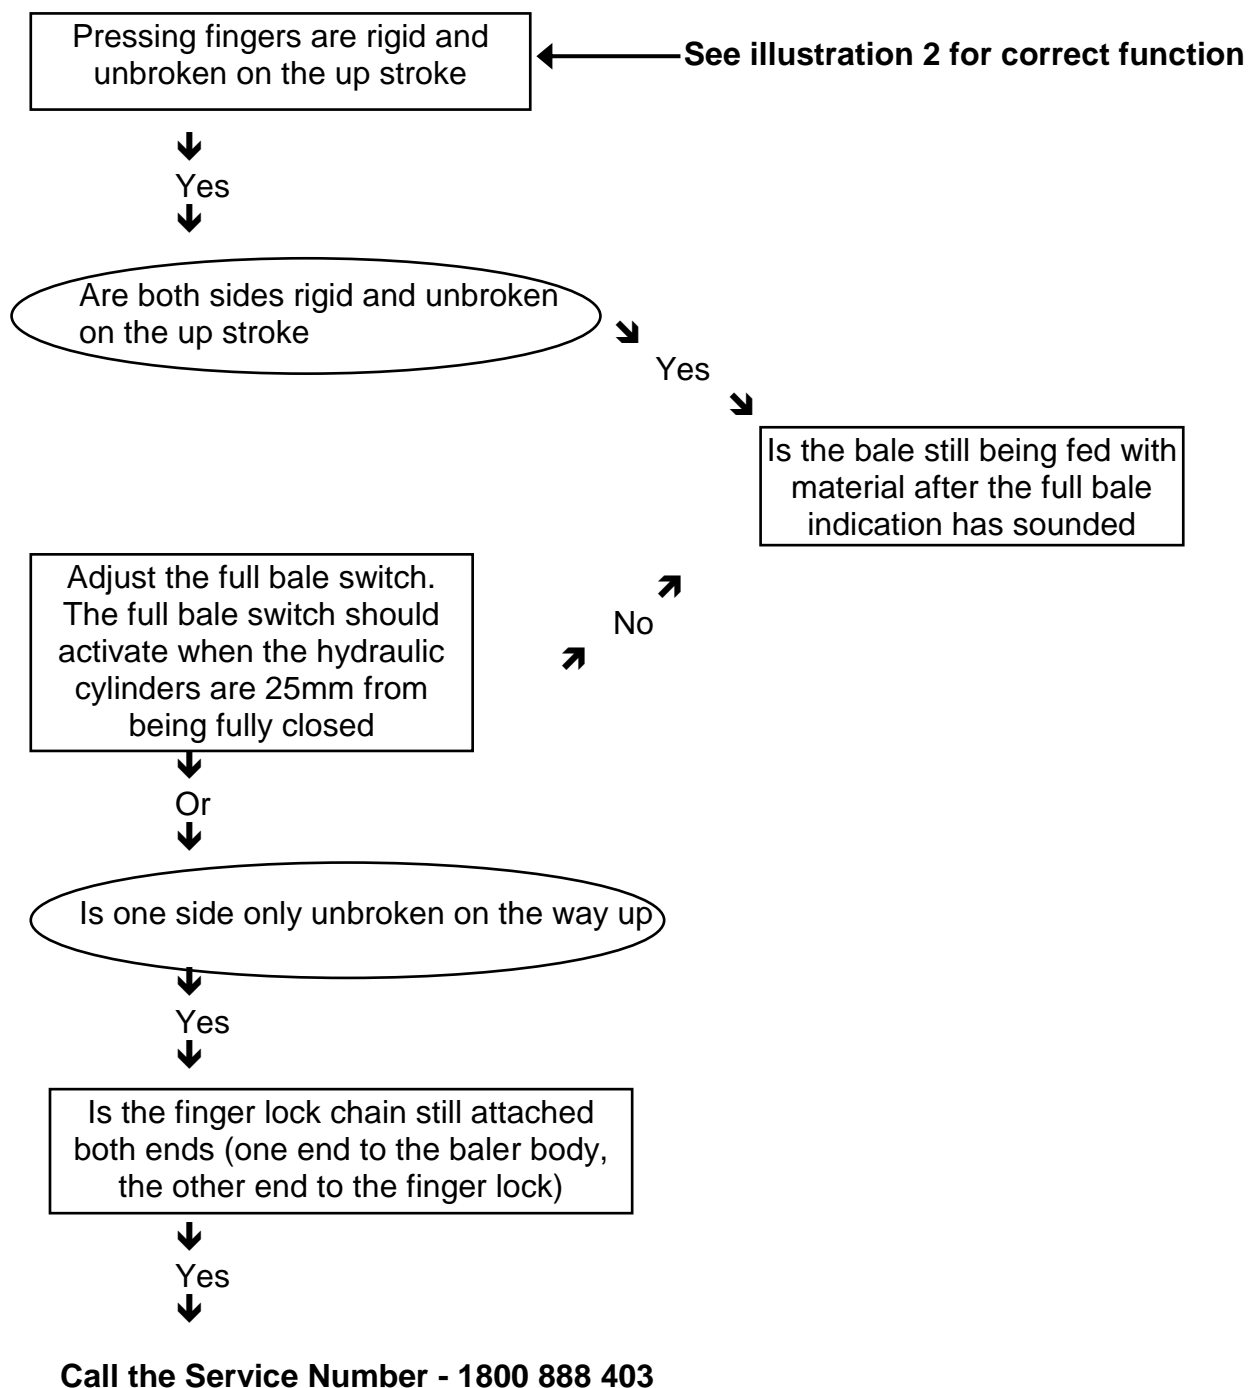 Pressing fingers are rigid and
unbroken on the up stroke
See illustration 2 for correct function
Yes
Are both sides rigid and unbroken
on the up stroke
Yes
Is the bale still being fed with
material after the full bale
indication has sounded
Adjust the full bale switch.
The full bale switch should
activate when the hydraulic
cylinders are 25mm from
being fully closed
No
Or
Is one side only unbroken on the way up
Yes
Is the finger lock chain still attached
both ends (one end to the baler body,
the other end to the finger lock)
Yes
Call the Service Number - 1800 888 403